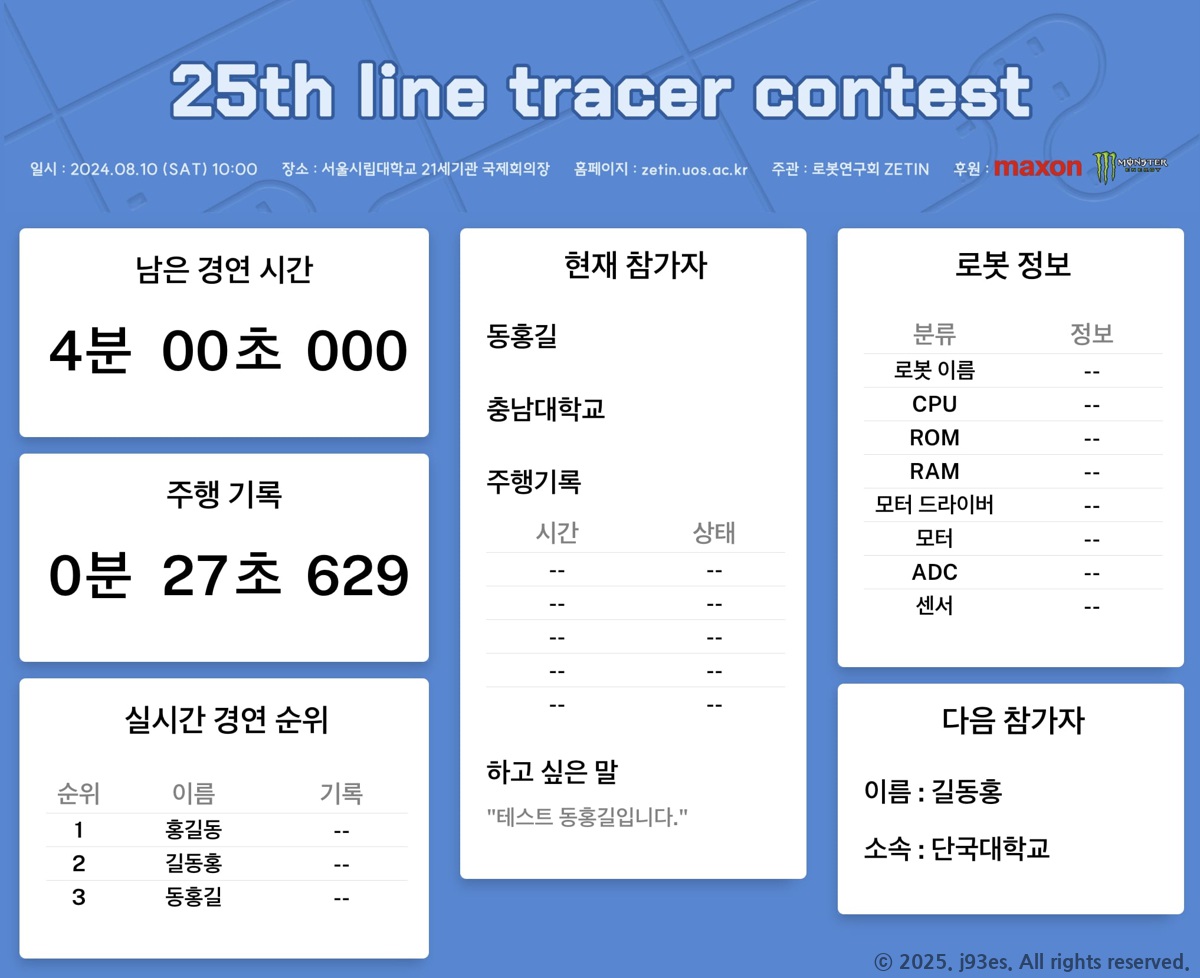 25th line tracer contest
일시 : 2024.08.10 (SAT) 10:00 장소 : 서울시립대학교 21세기관 국제회의장 홈페이지 : zetin.uos.ac.kr 주관 : 로봇연구회 ZETIN 후원 : maxon MONSTER ENERGY
남은 경연 시간
4분 00초 000
주행 기록
0분 27초 629
실시간 경연 순위
순위 이름 기록
1 홍길동 --
2 길동홍 --
3 동홍길 --
현재 참가자
동홍길
충남대학교
주행기록
시간 상태
-- --
-- --
-- --
-- --
-- --
하고 싶은 말
"테스트 동홍길입니다."
로봇 정보
분류 정보
로봇 이름 --
CPU --
ROM --
RAM --
모터 드라이버 --
모터 --
ADC --
센서 --
다음 참가자
이름 : 길동홍
소속 : 단국대학교
© 2025. j93es. All rights reserved.